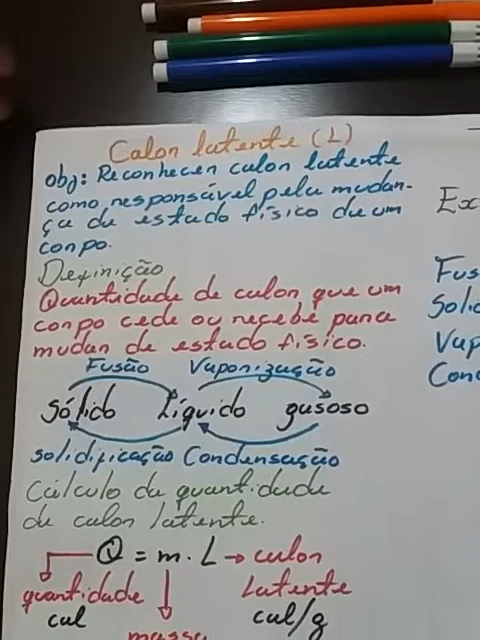 Calor latente (L)
obj: Reconhecer calor latente
como responsável pela mudan-
ça de estado físico de um
corpo.
Definição
Quantidade de calor que um
corpo cede ou recebe para
mudar de estado físico.
Fusão Vaporização
Sólido Líquido gasoso
solidificação Condensação
Cálculo da quantidade
de calor latente.
Q = m . L → calor
quantidade latente
cal cal/g
massa
Ex
Fus
Solid
Vap
Con